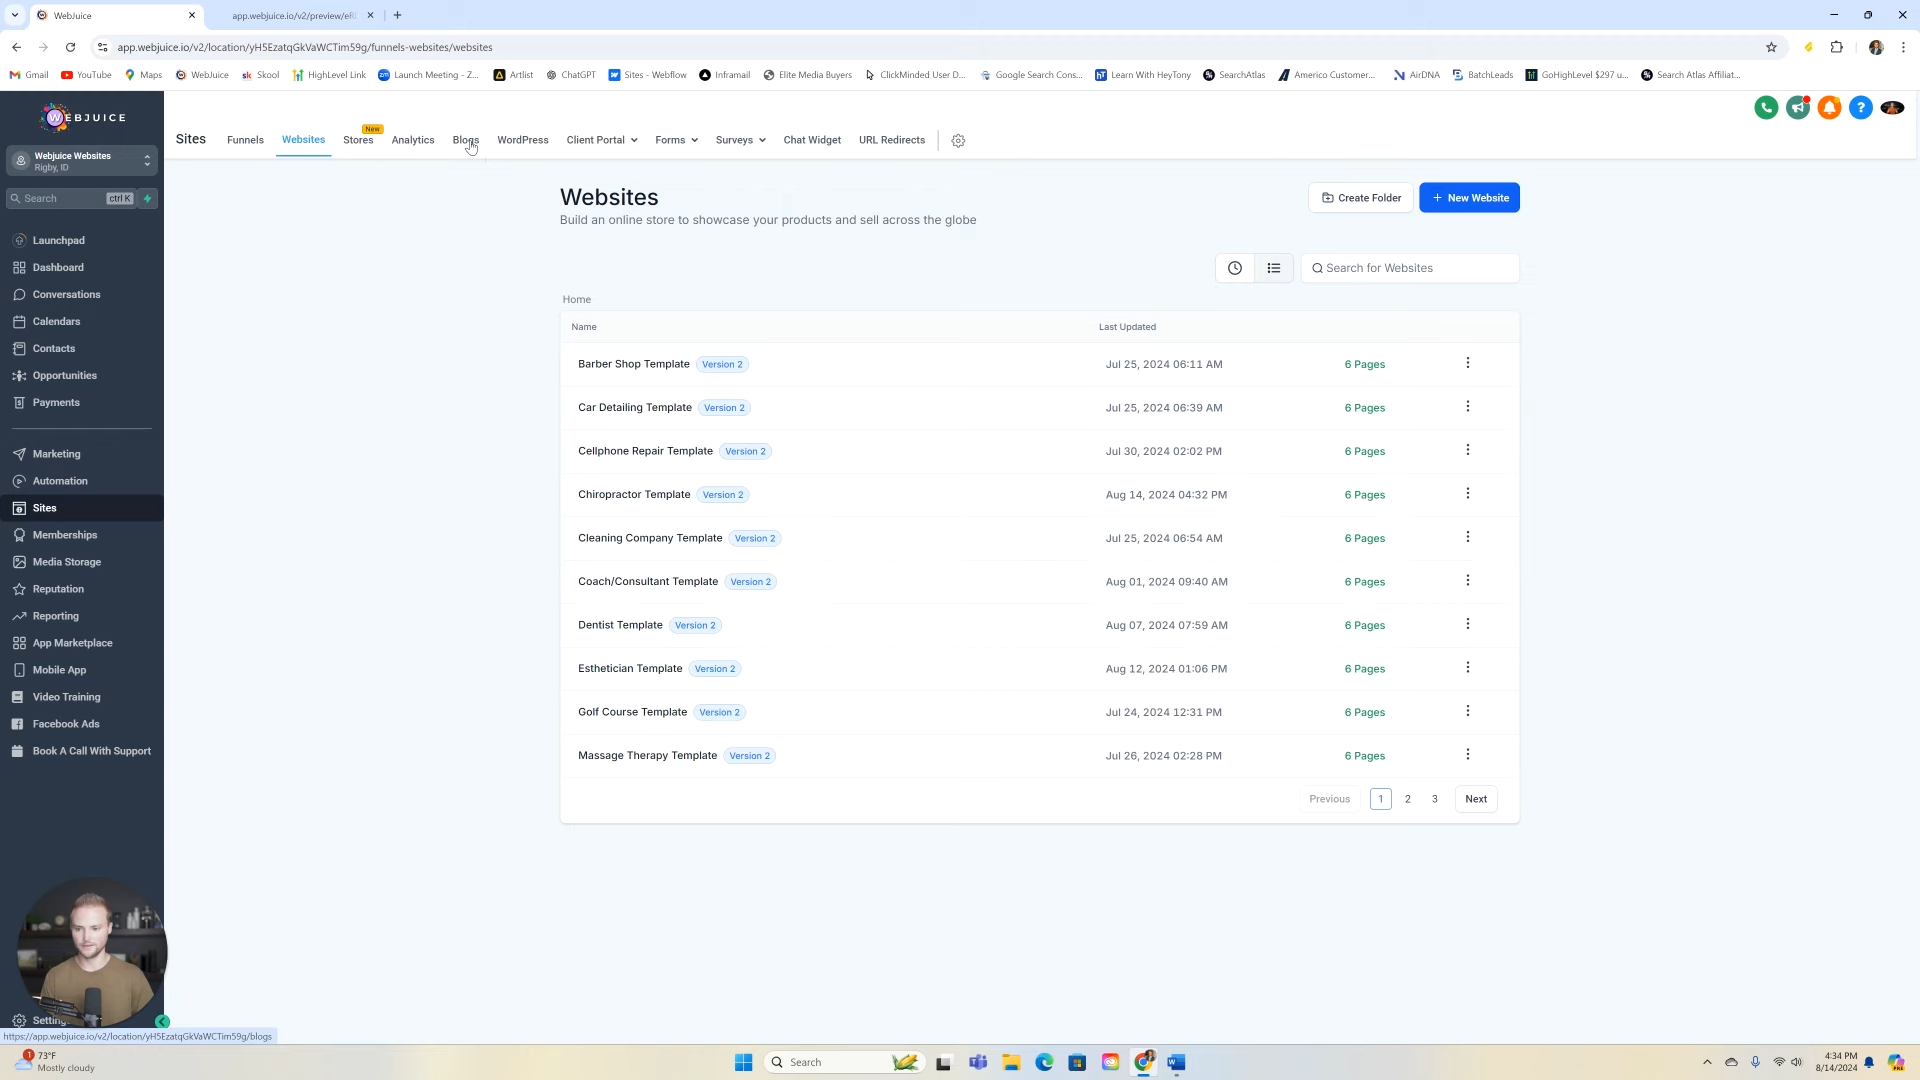 WebJuice
app.webjuice.io/v2/preview/eRI
app.webjuice.io/v2/location/yH5EzatqGkVaWCTim59g/funnels-websites/websites
Gmail YouTube Maps WebJuice Skool HighLevel Link Launch Meeting - Z... Artlist ChatGPT Sites - Webflow Inframail Elite Media Buyers ClickMinded User D... Google Search Cons... Learn With HeyTony SearchAtlas Americo Customer... AirDNA BatchLeads GoHighLevel $297 u... Search Atlas Affiliat...
WEBJUICE
Sites Funnels Websites Stores New Analytics Blogs WordPress Client Portal Forms Surveys Chat Widget URL Redirects
Webjuice Websites
Rigby, ID
Search ctrl K
Launchpad
Dashboard
Conversations
Calendars
Contacts
Opportunities
Payments
Marketing
Automation
Sites
Memberships
Media Storage
Reputation
Reporting
App Marketplace
Mobile App
Video Training
Facebook Ads
Book A Call With Support
Websites
Build an online store to showcase your products and sell across the globe
Create Folder
+ New Website
Search for Websites
Home
Name Last Updated
Barber Shop Template Version 2 Jul 25, 2024 06:11 AM 6 Pages
Car Detailing Template Version 2 Jul 25, 2024 06:39 AM 6 Pages
Cellphone Repair Template Version 2 Jul 30, 2024 02:02 PM 6 Pages
Chiropractor Template Version 2 Aug 14, 2024 04:32 PM 6 Pages
Cleaning Company Template Version 2 Jul 25, 2024 06:54 AM 6 Pages
Coach/Consultant Template Version 2 Aug 01, 2024 09:40 AM 6 Pages
Dentist Template Version 2 Aug 07, 2024 07:59 AM 6 Pages
Esthetician Template Version 2 Aug 12, 2024 01:06 PM 6 Pages
Golf Course Template Version 2 Jul 24, 2024 12:31 PM 6 Pages
Massage Therapy Template Version 2 Jul 26, 2024 02:28 PM 6 Pages
Previous 1 2 3 Next
Setting
https://app.webjuice.io/v2/location/yH5EzatqGkVaWCTim59g/blogs
1
73°F
Mostly cloudy
Search
4:34 PM
8/14/2024